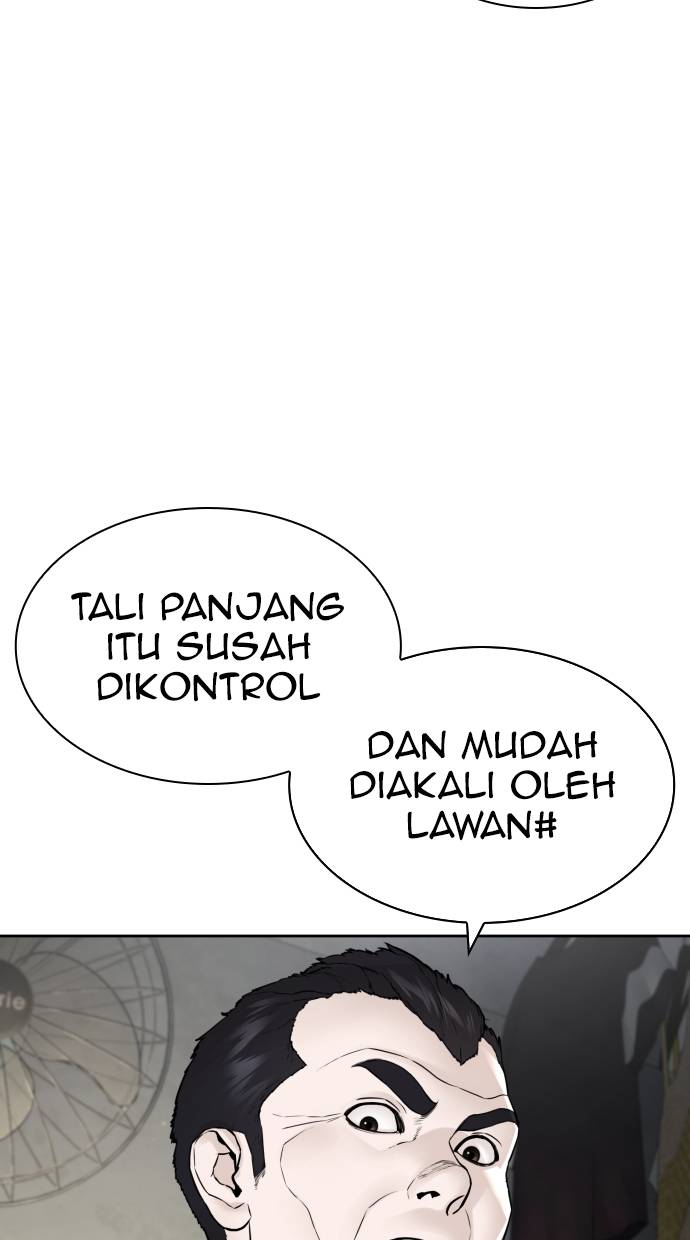 TALI PANJANG
ITU SUSAH
DIKONTROL
DAN MUDAH
DIAKALI OLEH
LAWAN#